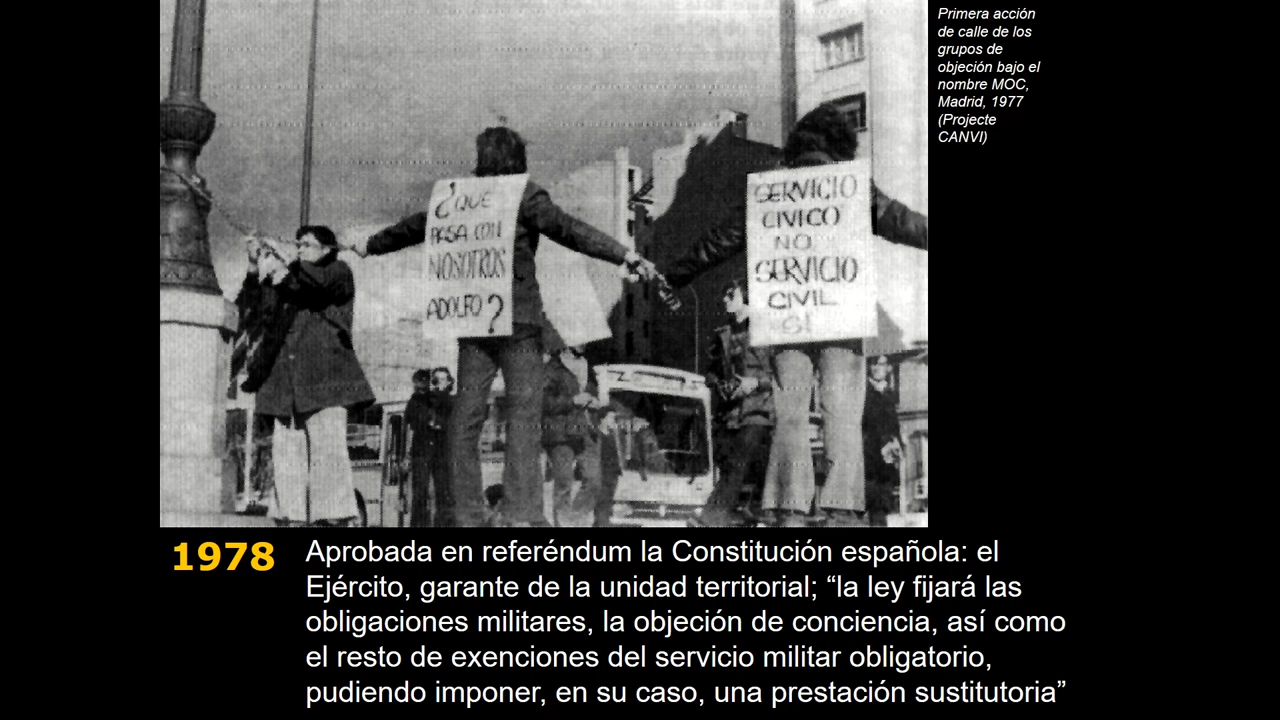 Primera acción
de calle de los
grupos de
objeción bajo el
nombre MOC,
Madrid, 1977
(Projecte
CANVI)
¿QUE
PASA CON
NOSOTROS
ADOLFO?
SERVICIO
CIVICO
NO
SERVICIO
CIVIL
SI
1978
Aprobada en referéndum la Constitución española: el
Ejército, garante de la unidad territorial; “la ley fijará las
obligaciones militares, la objeción de conciencia, así como
el resto de exenciones del servicio militar obligatorio,
pudiendo imponer, en su caso, una prestación sustitutoria”